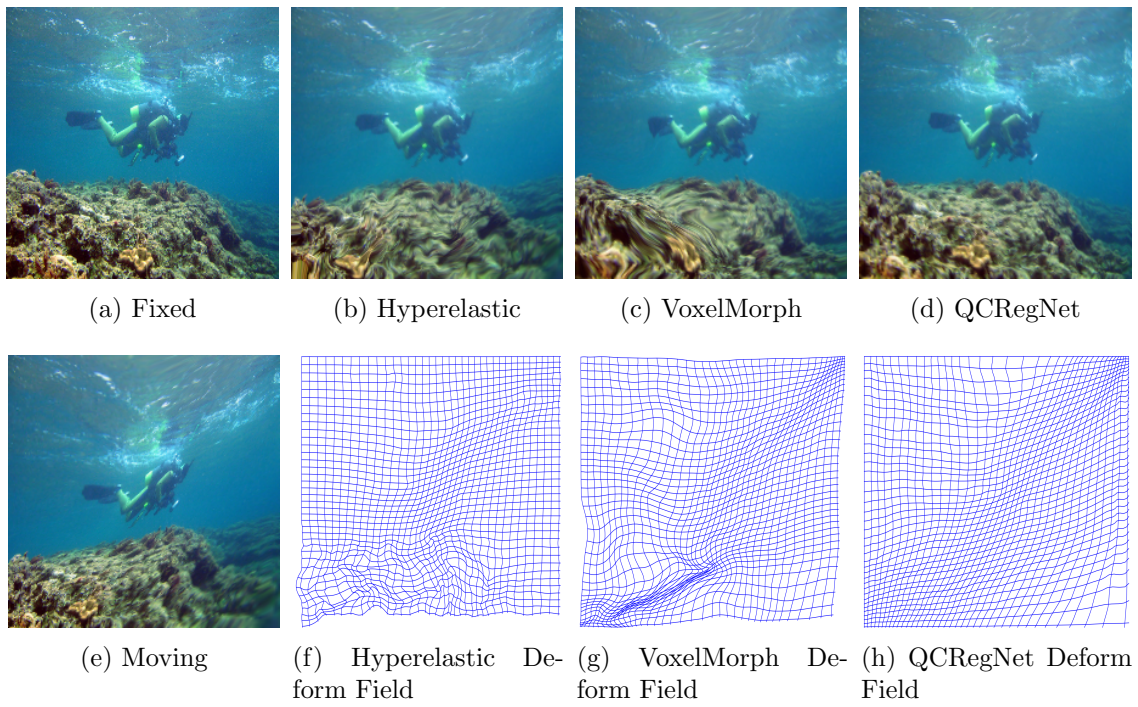 (a) Fixed
(b) Hyperelastic
(c) VoxelMorph
(d) QCRegNet
(e) Moving
(f) Hyperelastic De-
form Field
(g) VoxelMorph De-
form Field
(h) QCRegNet Deform
Field